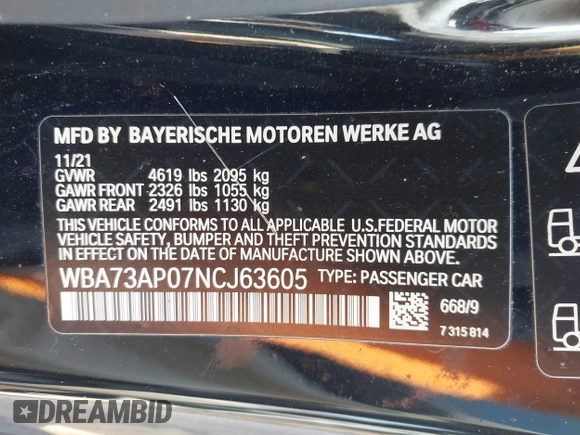 MFD BY BAYERISCHE MOTOREN WERKE AG
11/21
GVWR 4619 lbs 2095 kg
GAWR FRONT 2326 lbs 1055 kg
GAWR REAR 2491 lbs 1130 kg
THIS VEHICLE CONFORMS TO ALL APPLICABLE U.S.FEDERAL MOTOR
VEHICLE SAFETY, BUMPER AND THEFT PREVENTION STANDARDS
IN EFFECT ON THE DATE OF MANUFACTURE SHOWN ABOVE.
WBA73AP07NCJ63605 TYPE: PASSENGER CAR
668/9
7 315 814
DREAMBID